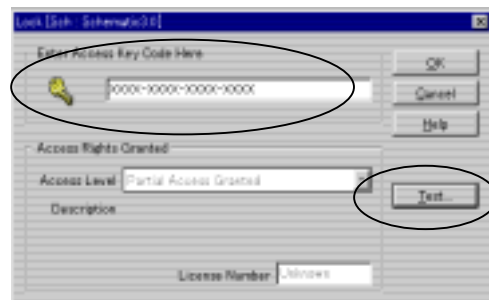 Lock [Sch : Schematic3.0]
Enter Access Key Code Here
XXXX-XXXX-XXXX-XXXX
OK
Cancel
Help
Access Rights Granted
Access Level Partial Access Granted
Test...
Description
License Number Unknown